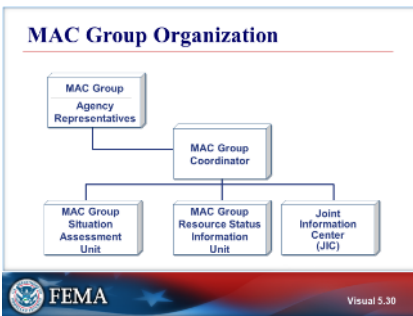 MAC Group Organization
MAC Group
Agency
Representatives
MAC Group
Coordinator
MAC Group
Situation
Assessment
Unit
MAC Group
Resource Status
Information
Unit
Joint
Information
Center
(JIC)
FEMA
Visual 5.30